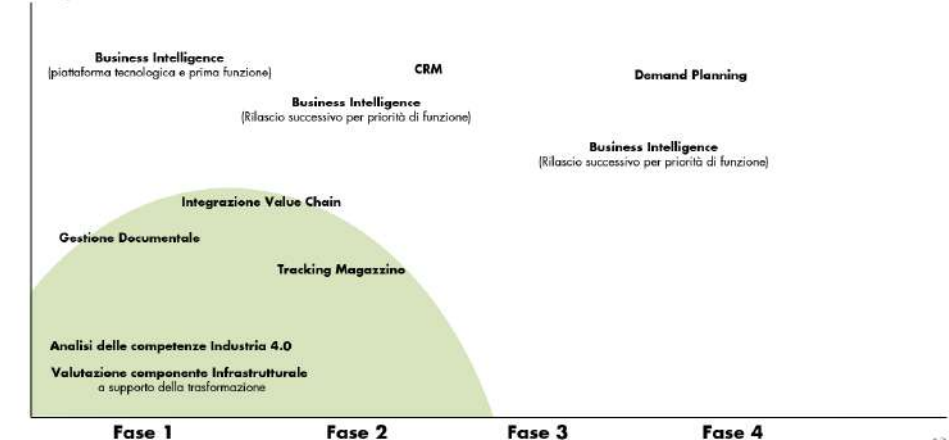 Business Intelligence
(piattaforma tecnologica e prima funzione)
CRM
Demand Planning
Business Intelligence
(Rilascio successivo per priorità di funzione)
Business Intelligence
(Rilascio successivo per priorità di funzione)
Integrazione Value Chain
Gestione Documentale
Tracking Magazzino
Analisi delle competenze Industria 4.0
Valutazione componente Infrastrutturale
a supporto della trasformazione
Fase 1 Fase 2 Fase 3 Fase 4